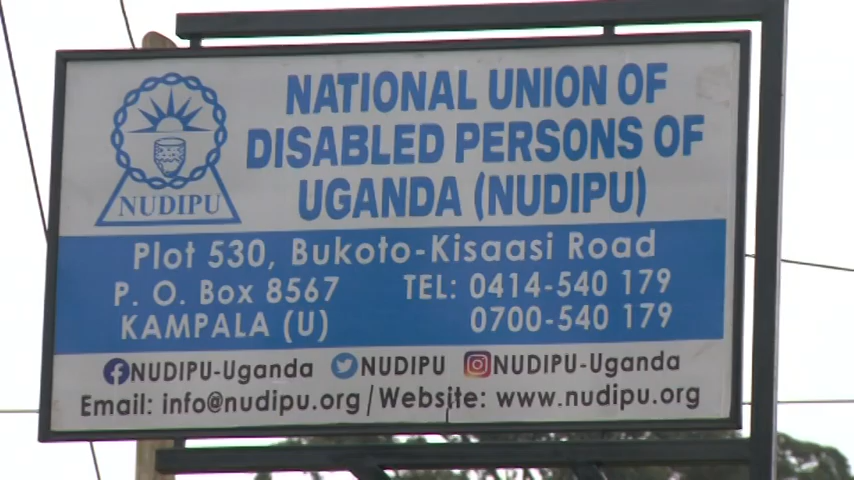 NATIONAL UNION OF
DISABLED PERSONS OF
UGANDA (NUDIPU)
NUDIPU
Plot 530, Bukoto-Kisaasi Road
P. O. Box 8567 TEL: 0414-540 179
KAMPALA (U) 0700-540 179
NUDIPU-Uganda NUDIPU NUDIPU-Uganda
Email: info@nudipu.org/Website: www.nudipu.org